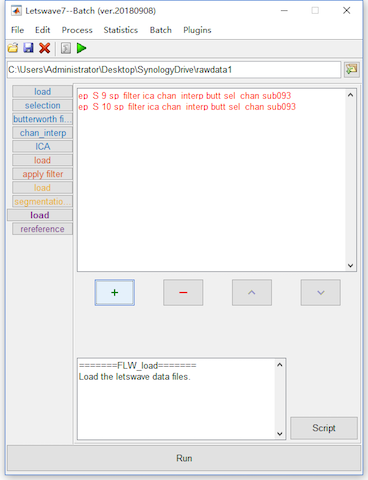 Letswave7--Batch (ver.20180908)
File Edit Process Statistics Batch Plugins
C:\Users\Administrator\Desktop\SynologyDrive\rawdata1
load
selection
butterworth fi...
chan_interp
ICA
load
apply filter
load
segmentatio...
load
rereference
ep S 9 sp filter ica chan interp butt sel chan sub093
ep S 10 sp filter ica chan interp butt sel chan sub093
=======FLW_load=======
Load the letswave data files.
Script
Run